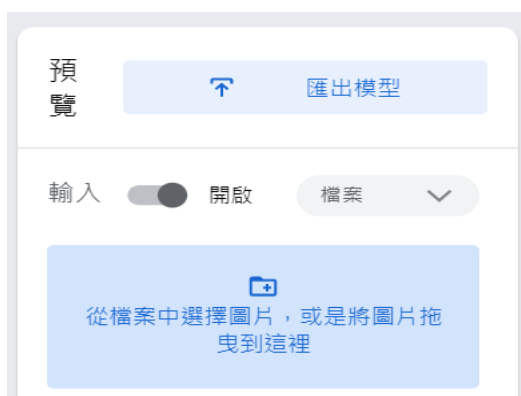 預
覽
匯出模型
輸入
開啟
檔案
從檔案中選擇圖片，或是將圖片拖
曳到這裡